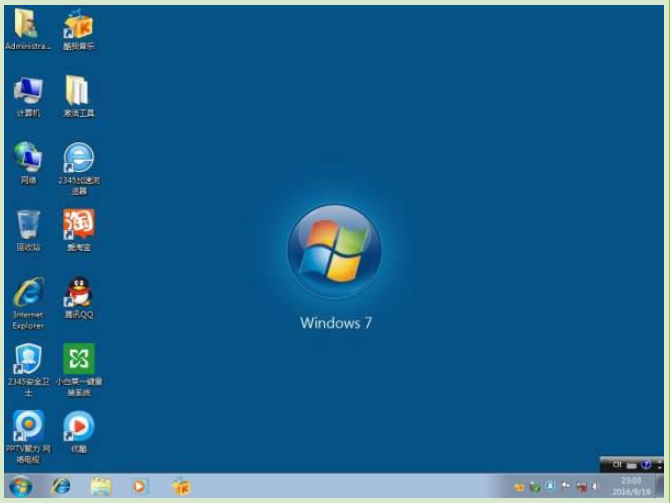 Administra...
酷我音乐
计算机
激活工具
网络
2345加速浏
览器
回收站
爱淘宝
淘
Internet
Explorer
腾讯QQ
2345安全卫
士
小白菜一键重
装系统
PPTV聚力 网
络电视
优酷
Windows 7
CH
23:03
2016/9/19